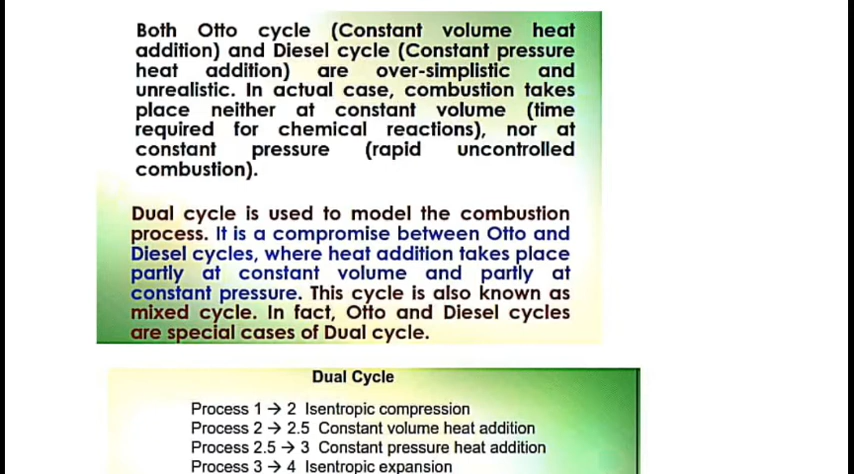 Both Otto cycle (Constant volume heat
addition) and Diesel cycle (Constant pressure
heat addition) are over-simplistic and
unrealistic. In actual case, combustion takes
place neither at constant volume (time
required for chemical reactions), nor at
constant pressure (rapid uncontrolled
combustion).
Dual cycle is used to model the combustion
process. It is a compromise between Otto and
Diesel cycles, where heat addition takes place
partly at constant volume and partly at
constant pressure. This cycle is also known as
mixed cycle. In fact, Otto and Diesel cycles
are special cases of Dual cycle.
Dual Cycle
Process 1 → 2 Isentropic compression
Process 2 → 2.5 Constant volume heat addition
Process 2.5 → 3 Constant pressure heat addition
Process 3 → 4 Isentropic expansion